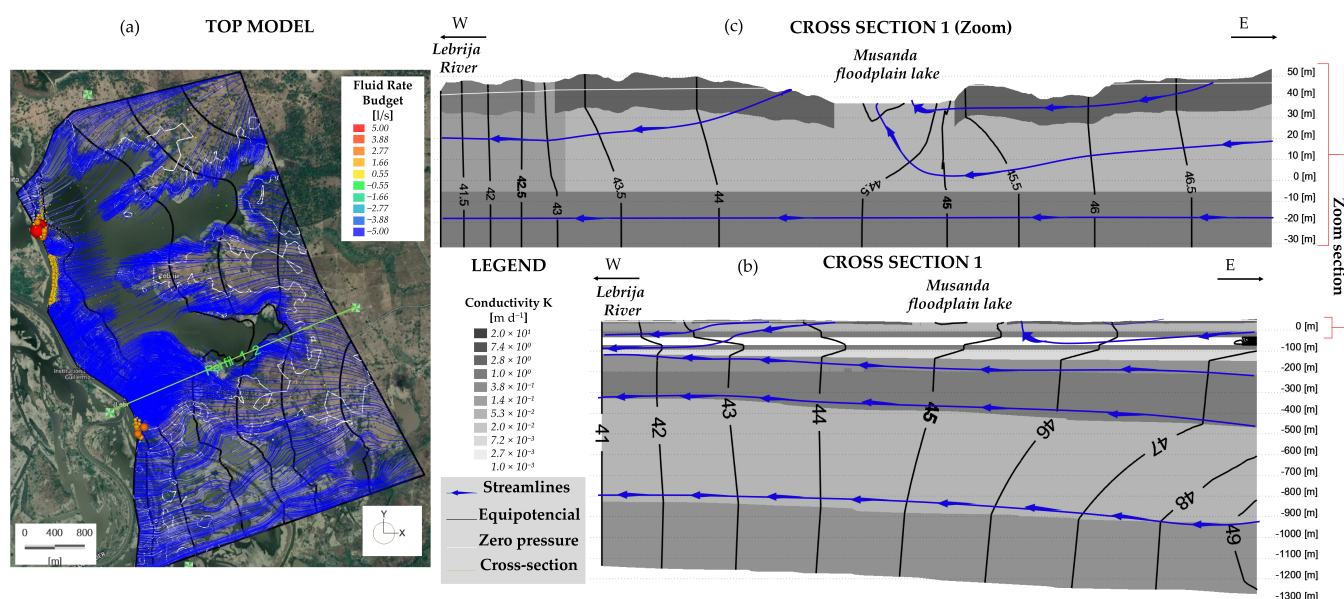 (a)
TOP MODEL
Fluid Rate
Budget
[l/s]
5.00
3.88
2.77
1.66
0.55
−0.55
−1.66
−2.77
−3.88
−5.00
Perfil 1_2
Institución
Guillermo
0 400 800
[m]
Y
X
W
(c)
CROSS SECTION 1 (Zoom)
E
Lebrija
River
Musanda
floodplain lake
50 [m]
40 [m]
30 [m]
20 [m]
10 [m]
0 [m]
-10 [m]
-20 [m]
-30 [m]
41.5
42
42.5
43
43.5
44
44.5
45
45.5
46
46.5
Zoom section
LEGEND
Conductivity K
[m d⁻¹]
2.0 × 10¹
7.4 × 10⁰
2.8 × 10⁰
1.0 × 10⁰
3.8 × 10⁻¹
1.4 × 10⁻¹
5.3 × 10⁻²
2.0 × 10⁻²
7.2 × 10⁻³
2.7 × 10⁻³
1.0 × 10⁻³
Streamlines
Equipotencial
Zero pressure
Cross-section
W
(b)
CROSS SECTION 1
E
Lebrija
River
Musanda
floodplain lake
0 [m]
-100 [m]
-200 [m]
-300 [m]
-400 [m]
-500 [m]
-600 [m]
-700 [m]
-800 [m]
-900 [m]
-1000 [m]
-1100 [m]
-1200 [m]
-1300 [m]
41
42
43
44
45
46
47
48
49